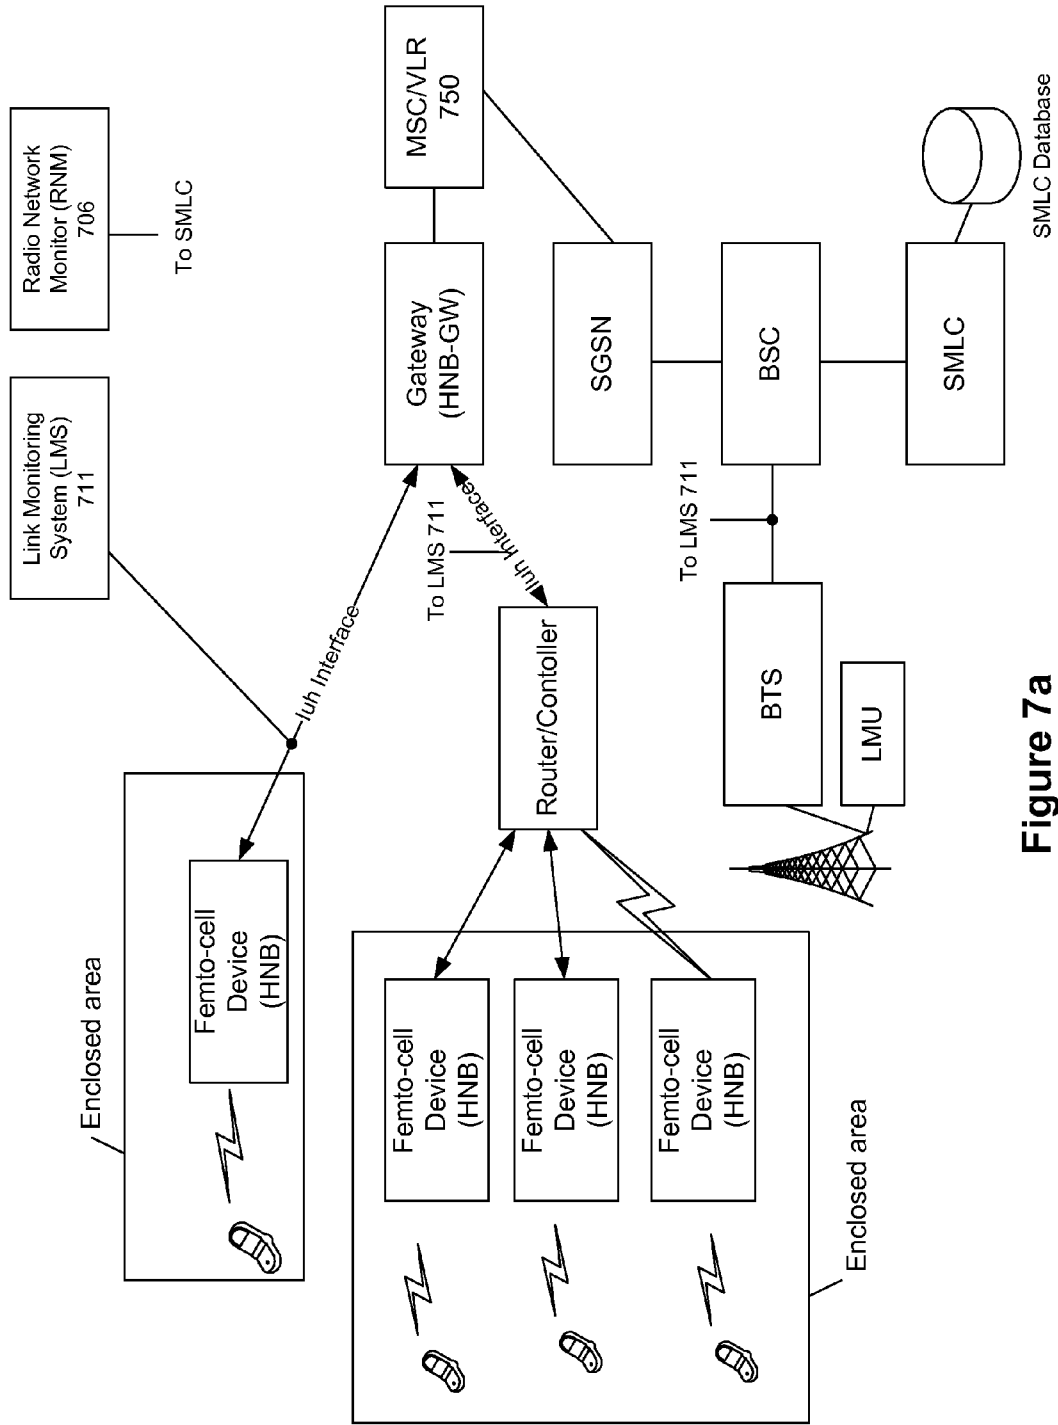 Link Monitoring
System (LMS)
711
Radio Network
Monitor (RNM)
706
To SMLC
Enclosed area
Femto-cell
Device
(HNB)
Iuh Interface
Gateway
(HNB-GW)
MSC/VLR
750
To LMS 711
Iuh Interface
Femto-cell
Device
(HNB)
Femto-cell
Device
(HNB)
Femto-cell
Device
(HNB)
Enclosed area
Router/Contoller
SGSN
To LMS 711
BTS
BSC
LMU
SMLC
SMLC Database
Figure 7a